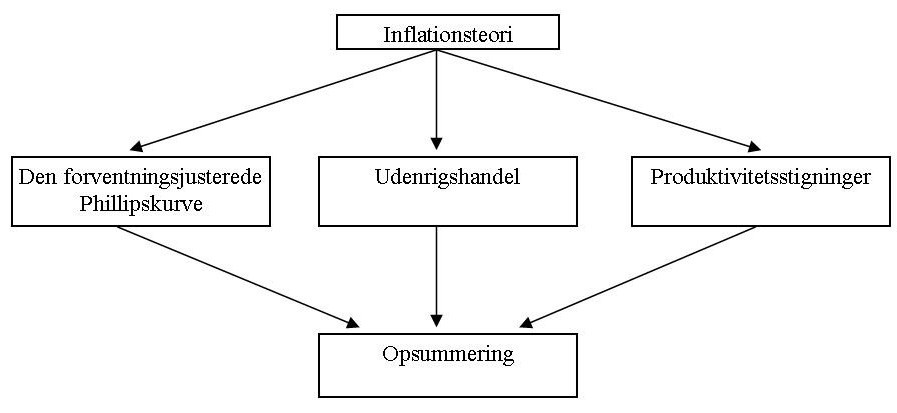 Inflationsteori
Den forventningsjusterede
Phillipskurve
Udenrigshandel
Produktivitetsstigninger
Opsummering